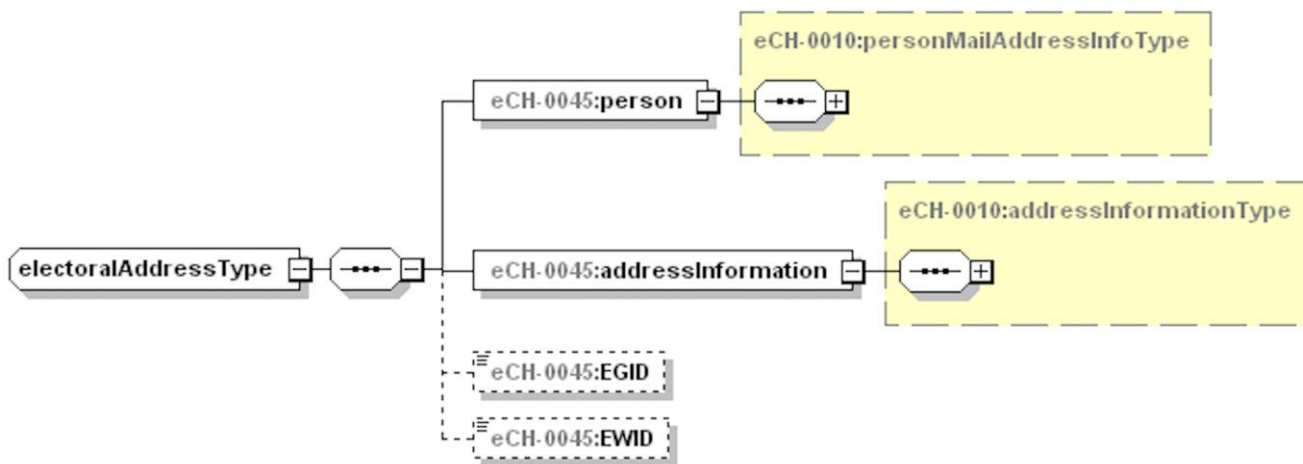 eCH-0010:personMailAddressInfoType
eCH-0045:person
eCH-0010:addressInformationType
electoralAddressType
eCH-0045:addressInformation
eCH-0045:EGID
eCH-0045:EWID